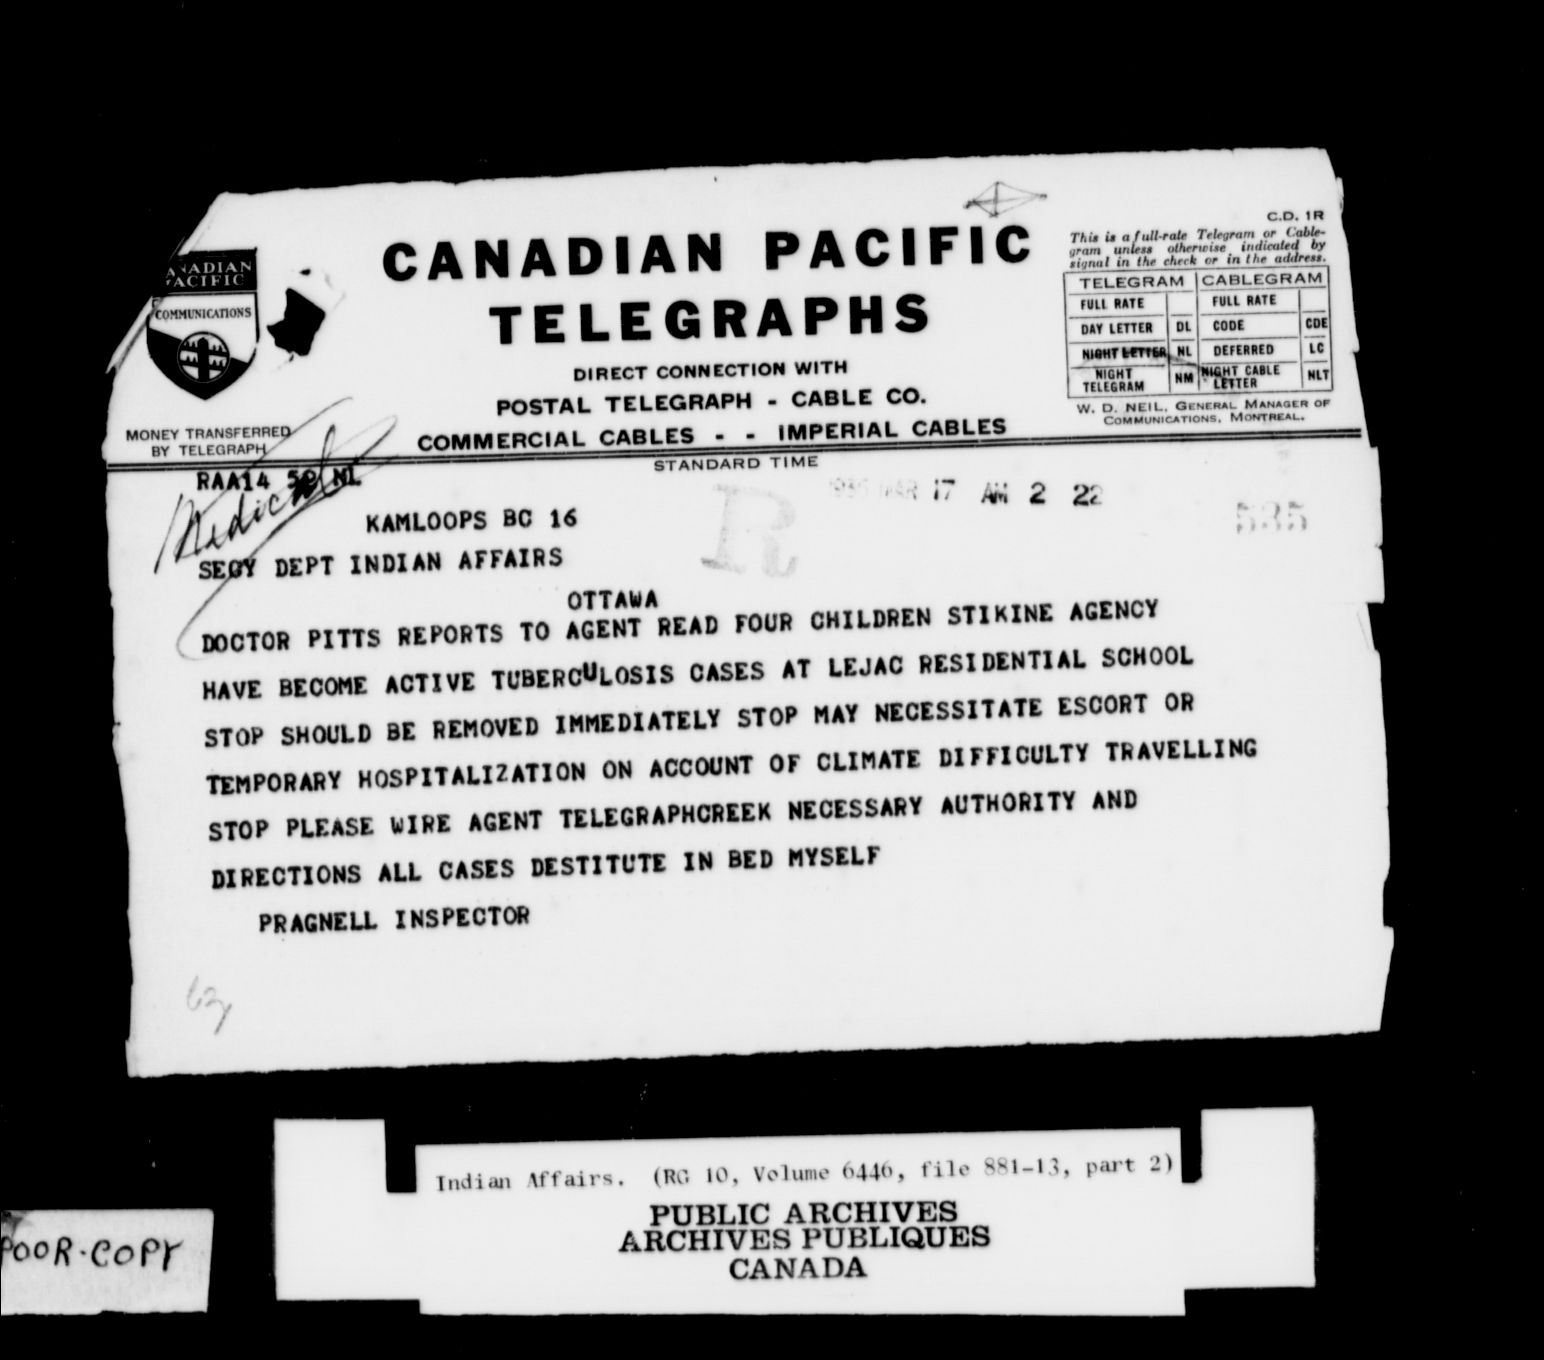 C.D. 1R
CANADIAN PACIFIC
TELEGRAPHS
DIRECT CONNECTION WITH
POSTAL TELEGRAPH - CABLE CO.
COMMERCIAL CABLES - - IMPERIAL CABLES
STANDARD TIME
PACIFIC
COMMUNICATIONS
MONEY TRANSFERRED
BY TELEGRAPH
This is a full-rate Telegram or Cable-
gram unless otherwise indicated by
signal in the check or in the address.
TELEGRAM CABLEGRAM
FULL RATE FULL RATE
DAY LETTER DL CODE CDE
NIGHT LETTER NL DEFERRED LC
NIGHT TELEGRAM NM NIGHT CABLE LETTER NLT
W. D. NEIL, GENERAL MANAGER OF
COMMUNICATIONS, MONTREAL.
Medical
RAA14 52 NL
1936 MAR 17 AM 2 22
R
535
KAMLOOPS BC 16
SECY DEPT INDIAN AFFAIRS
OTTAWA
DOCTOR PITTS REPORTS TO AGENT READ FOUR CHILDREN STIKINE AGENCY
HAVE BECOME ACTIVE TUBERCULOSIS CASES AT LEJAC RESIDENTIAL SCHOOL
STOP SHOULD BE REMOVED IMMEDIATELY STOP MAY NECESSITATE ESCORT OR
TEMPORARY HOSPITALIZATION ON ACCOUNT OF CLIMATE DIFFICULTY TRAVELLING
STOP PLEASE WIRE AGENT TELEGRAPHCREEK NECESSARY AUTHORITY AND
DIRECTIONS ALL CASES DESTITUTE IN BED MYSELF
PRAGNELL INSPECTOR
Indian Affairs. (RG 10, Volume 6446, file 881-13, part 2)
PUBLIC ARCHIVES
ARCHIVES PUBLIQUES
CANADA
POOR·COPY